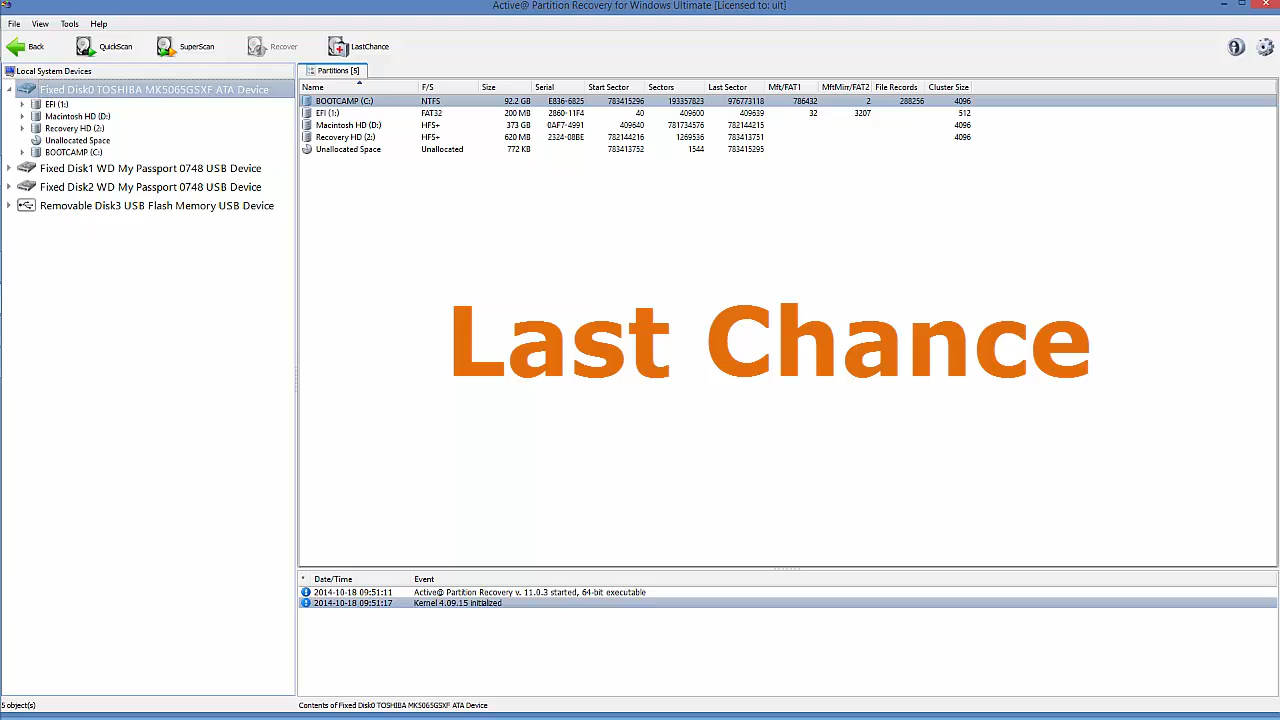 Active@ Partition Recovery for Windows Ultimate [Licensed to: ult]
File View Tools Help
Back QuickScan SuperScan Recover LastChance
Local System Devices
Fixed Disk0 TOSHIBA MK5065GSXF ATA Device
EFI (1:)
Macintosh HD (D:)
Recovery HD (2:)
Unallocated Space
BOOTCAMP (C:)
Fixed Disk1 WD My Passport 0748 USB Device
Fixed Disk2 WD My Passport 0748 USB Device
Removable Disk3 USB Flash Memory USB Device
Partitions [5]
Name F/S Size Serial Start Sector Sectors Last Sector Mft/FAT1 MftMirr/FAT2 File Records Cluster Size
BOOTCAMP (C:) NTFS 92.2 GB E836-6825 783415296 193357823 976773118 786432 2 288256 4096
EFI (1:) FAT32 200 MB 2860-11F4 40 409600 409639 32 3207 512
Macintosh HD (D:) HFS+ 373 GB 0AF7-4991 409640 781734576 782144215 4096
Recovery HD (2:) HFS+ 620 MB 2324-08BE 782144216 1269536 783413751 4096
Unallocated Space Unallocated 772 KB 783413752 1544 783415295
Last Chance
* Date/Time Event
2014-10-18 09:51:11 Active@ Partition Recovery v. 11.0.3 started, 64-bit executable
2014-10-18 09:51:17 Kernel 4.09.15 initialized
5 object(s) Contents of Fixed Disk0 TOSHIBA MK5065GSXF ATA Device